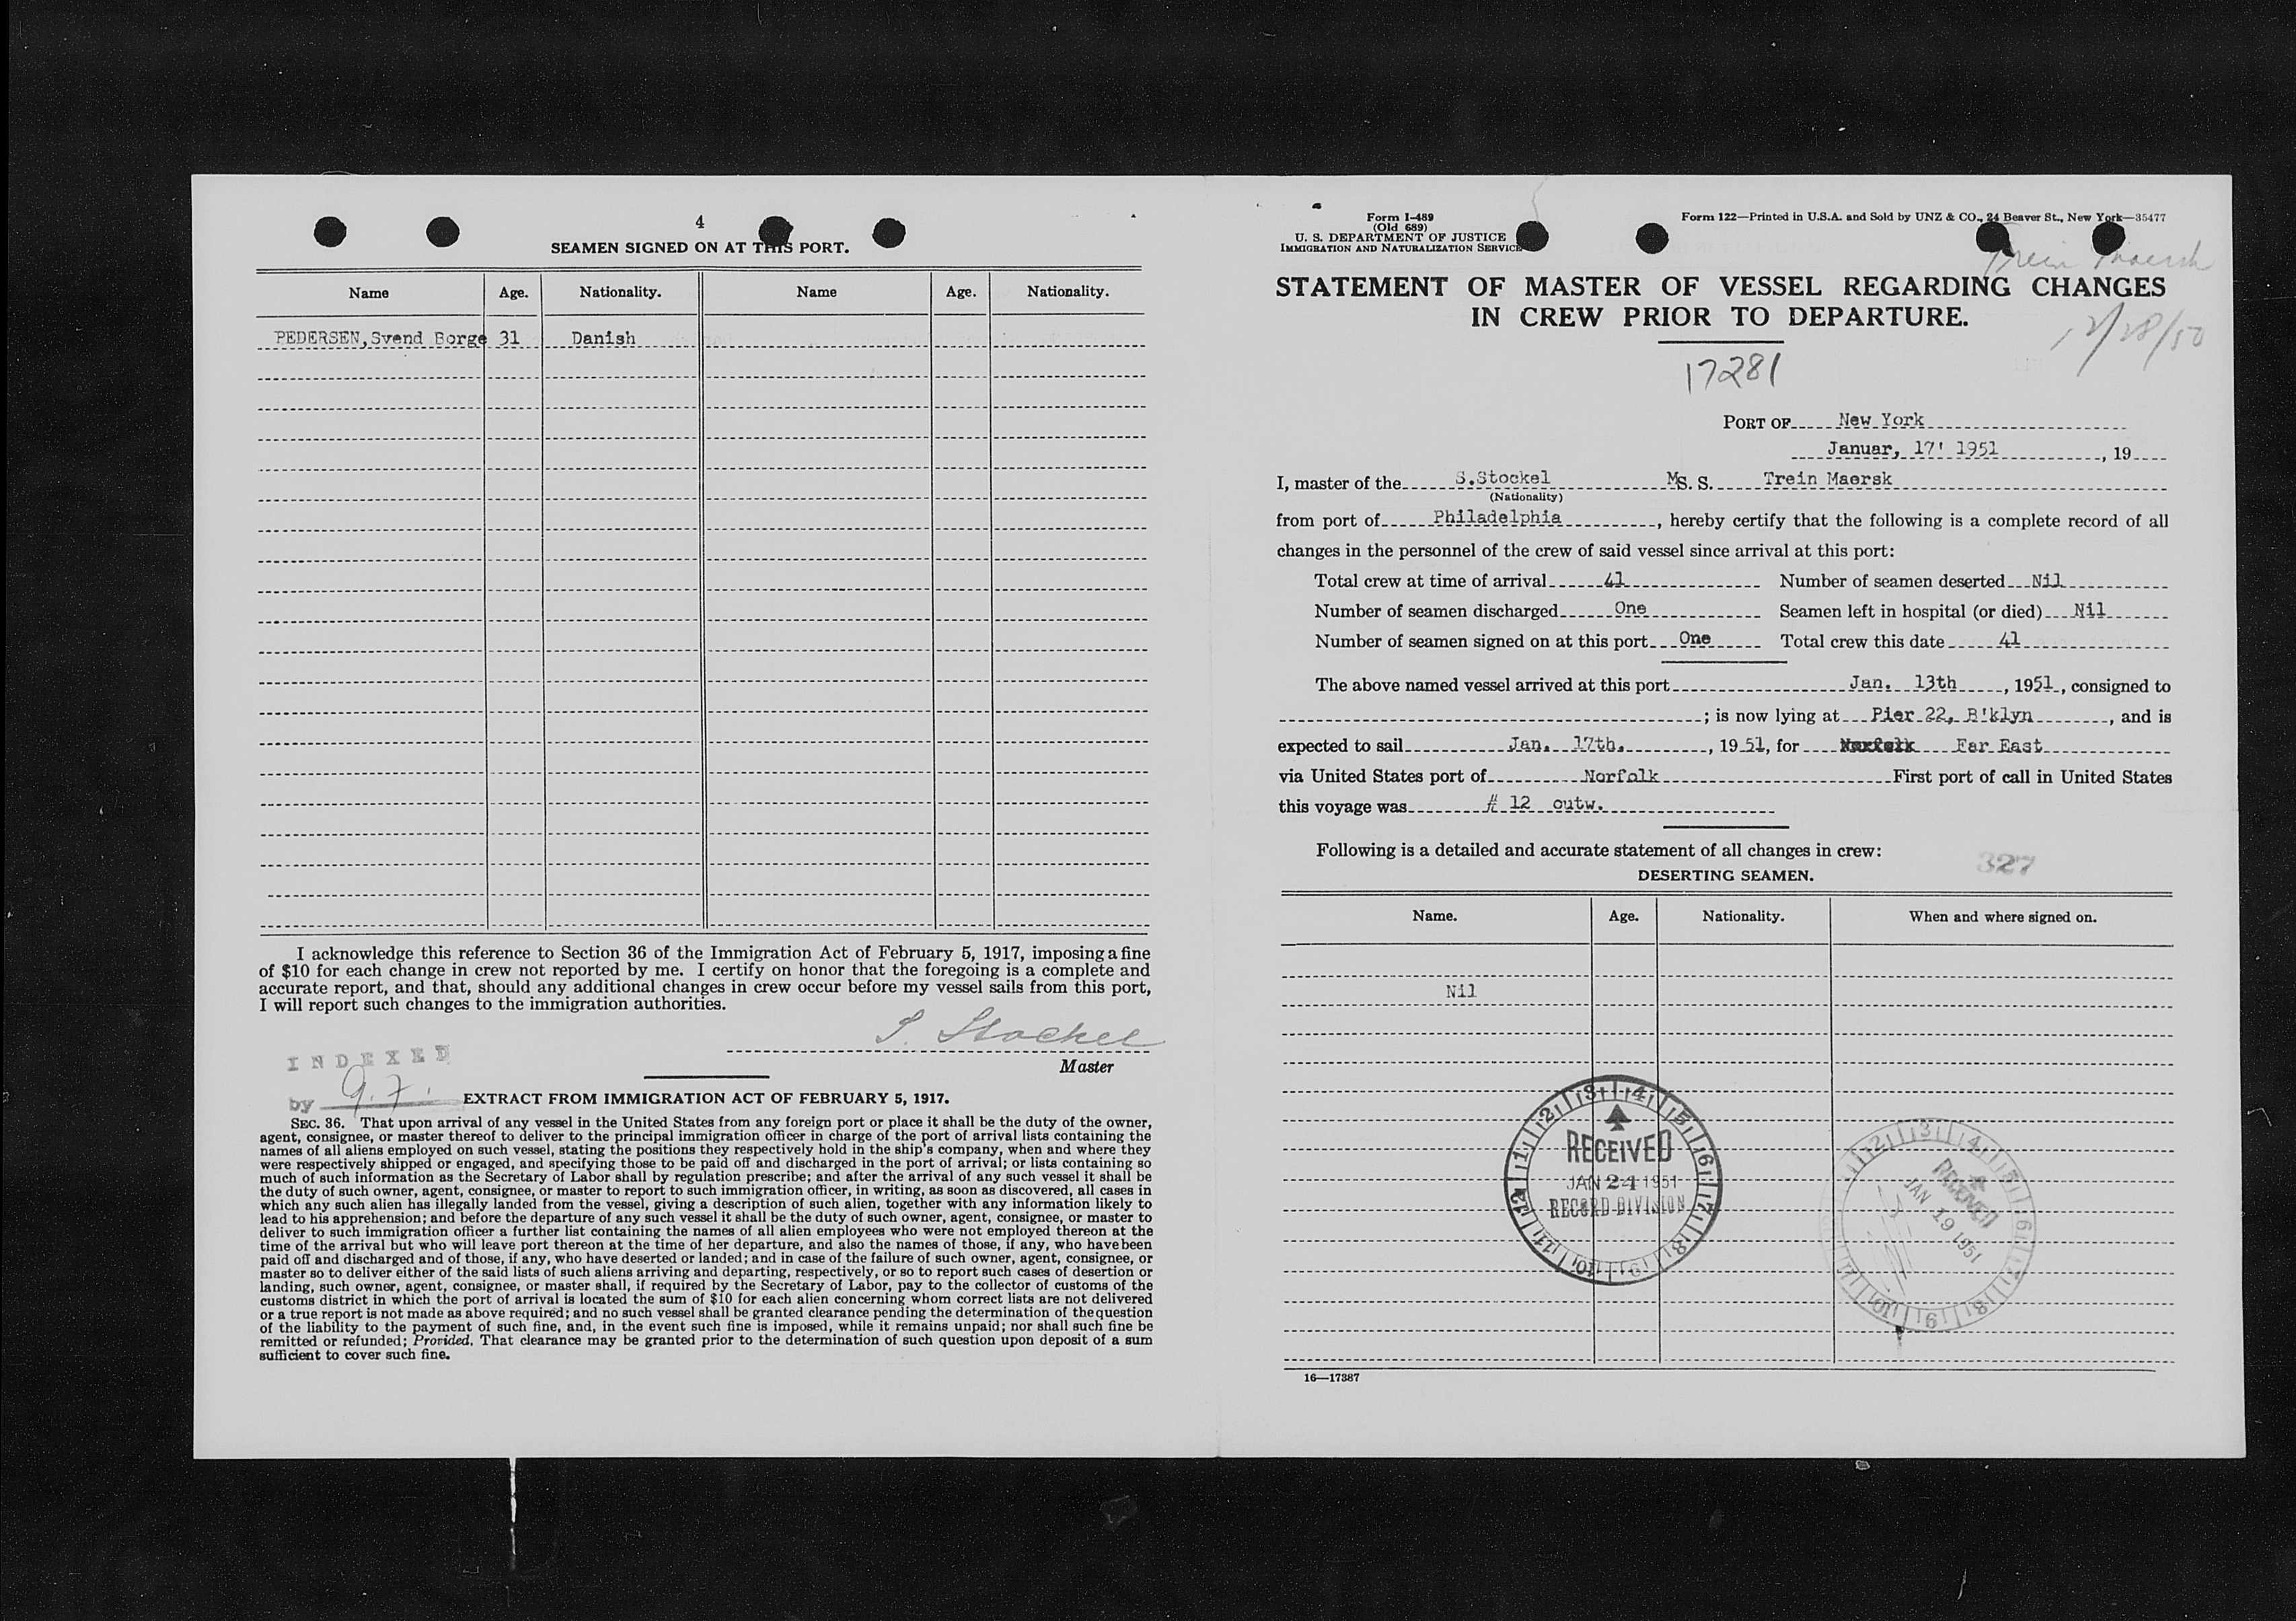 4
SEAMEN SIGNED ON AT THIS PORT.
Name Age. Nationality. Name Age. Nationality.
PEDERSEN, Svend Borge 31 Danish
I acknowledge this reference to Section 36 of the Immigration Act of February 5, 1917, imposing a fine
of $10 for each change in crew not reported by me. I certify on honor that the foregoing is a complete and
accurate report, and that, should any additional changes in crew occur before my vessel sails from this port,
I will report such changes to the immigration authorities.
S. Stockel
Master
INDEXED
by
EXTRACT FROM IMMIGRATION ACT OF FEBRUARY 5, 1917.
SEC. 36. That upon arrival of any vessel in the United States from any foreign port or place it shall be the duty of the owner,
agent, consignee, or master thereof to deliver to the principal immigration officer in charge of the port of arrival lists containing the
names of all aliens employed on such vessel, stating the positions they respectively hold in the ship's company, when and where they
were respectively shipped or engaged, and specifying those to be paid off and discharged in the port of arrival; or lists containing so
much of such information as the Secretary of Labor shall by regulation prescribe; and after the arrival of any such vessel it shall be
the duty of such owner, agent, consignee, or master to report to such immigration officer, in writing, as soon as discovered, all cases in
which any such alien has illegally landed from the vessel, giving a description of such alien, together with any information likely to
lead to his apprehension; and before the departure of any such vessel it shall be the duty of such owner, agent, consignee, or master to
deliver to such immigration officer a further list containing the names of all alien employees who were not employed thereon at the
time of the arrival but who will leave port thereon at the time of her departure, and also the names of those, if any, who have been
paid off and discharged and of those, if any, who have deserted or landed; and in case of the failure of such owner, agent, consignee, or
master so to deliver either of the said lists of such aliens arriving and departing, respectively, or so to report such cases of desertion or
landing, such owner, agent, consignee, or master shall, if required by the Secretary of Labor, pay to the collector of customs of the
customs district in which the port of arrival is located the sum of $10 for each alien concerning whom correct lists are not delivered
or a true report is not made as above required; and no such vessel shall be granted clearance pending the determination of the question
of the liability to the payment of such fine, and, in the event such fine is imposed, while it remains unpaid; nor shall such fine be
remitted or refunded; Provided, That clearance may be granted prior to the determination of such question upon deposit of a sum
sufficient to cover such fine.
Form I-489
(Old 689)
U. S. DEPARTMENT OF JUSTICE
IMMIGRATION AND NATURALIZATION SERVICE
Form 122—Printed in U.S.A. and Sold by UNZ & CO., 24 Beaver St., New York—35477
Trein Maersk
STATEMENT OF MASTER OF VESSEL REGARDING CHANGES
IN CREW PRIOR TO DEPARTURE.
12/28/50
17281
PORT OF New York
Januar, 17' 1951, 19
I, master of the S.Stockel MS. S. Trein Maersk
(Nationality)
from port of Philadelphia, hereby certify that the following is a complete record of all
changes in the personnel of the crew of said vessel since arrival at this port:
Total crew at time of arrival 41 Number of seamen deserted Nil
Number of seamen discharged One Seamen left in hospital (or died) Nil
Number of seamen signed on at this port One Total crew this date 41
The above named vessel arrived at this port Jan. 13th, 1951, consigned to
; is now lying at Pier 22, B'klyn, and is
expected to sail Jan. 17th., 1951, for Norfolk Far East
via United States port of Norfolk First port of call in United States
this voyage was # 12 outw.
Following is a detailed and accurate statement of all changes in crew:
327
DESERTING SEAMEN.
Name. Age. Nationality. When and where signed on.
Nil
1 2 3 4 5 6 7 8 9 10 11 12
RECEIVED
JAN 24 1951
RECORD DIVISION
RECEIVED
JAN 19 1951
16—17387